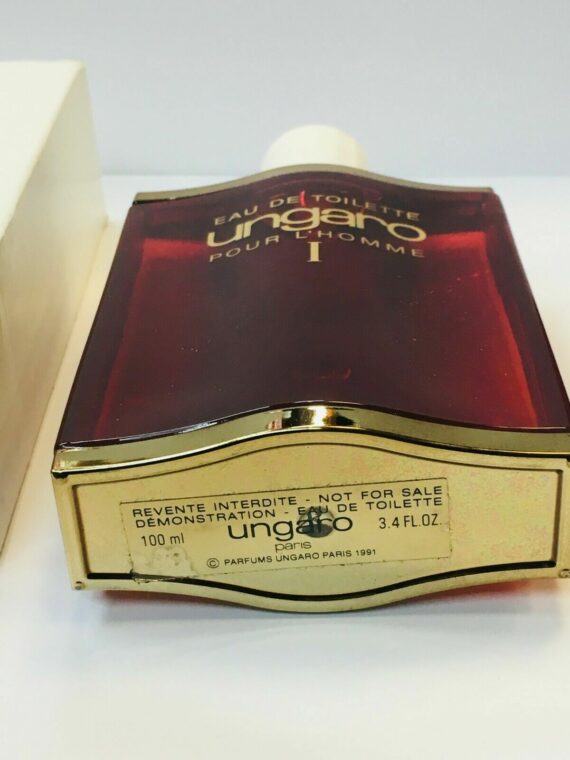 EAU DE TOILETTE
ungaro
POUR L'HOMME
I
REVENTE INTERDITE - NOT FOR SALE
DÉMONSTRATION - EAU DE TOILETTE
100 ml ungaro 3.4 FL.OZ.
paris
© PARFUMS UNGARO PARIS 1991